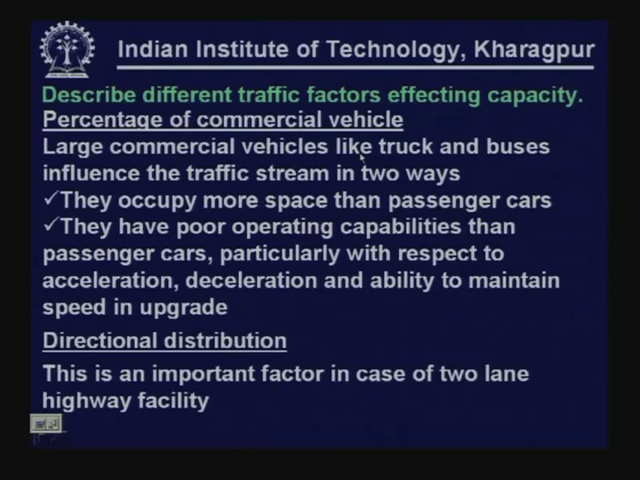 Indian Institute of Technology, Kharagpur
Describe different traffic factors effecting capacity.
Percentage of commercial vehicle
Large commercial vehicles like truck and buses
influence the traffic stream in two ways
✓They occupy more space than passenger cars
✓They have poor operating capabilities than
passenger cars, particularly with respect to
acceleration, deceleration and ability to maintain
speed in upgrade
Directional distribution
This is an important factor in case of two lane
highway facility